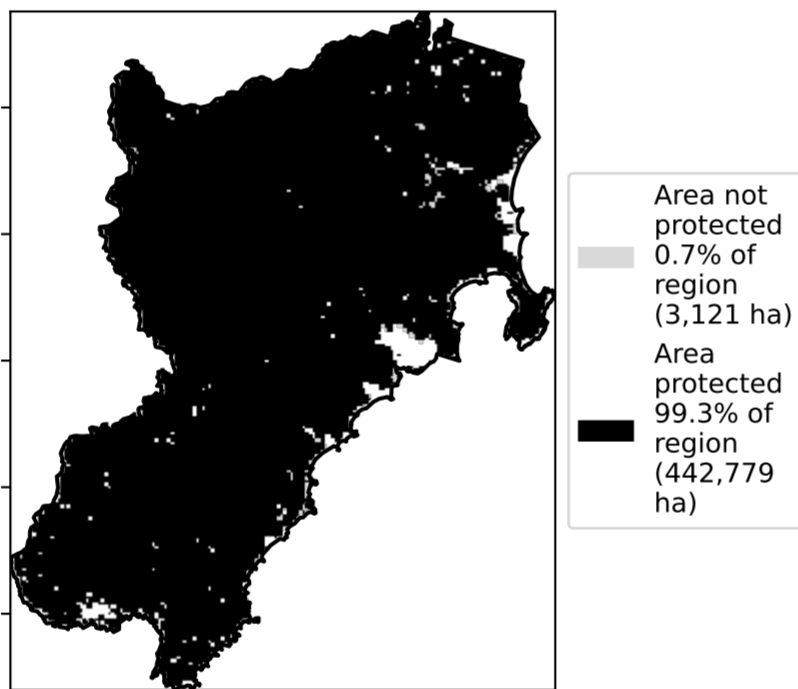 Area not
protected
0.7% of
region
(3,121 ha)
Area
protected
99.3% of
region
(442,779
ha)